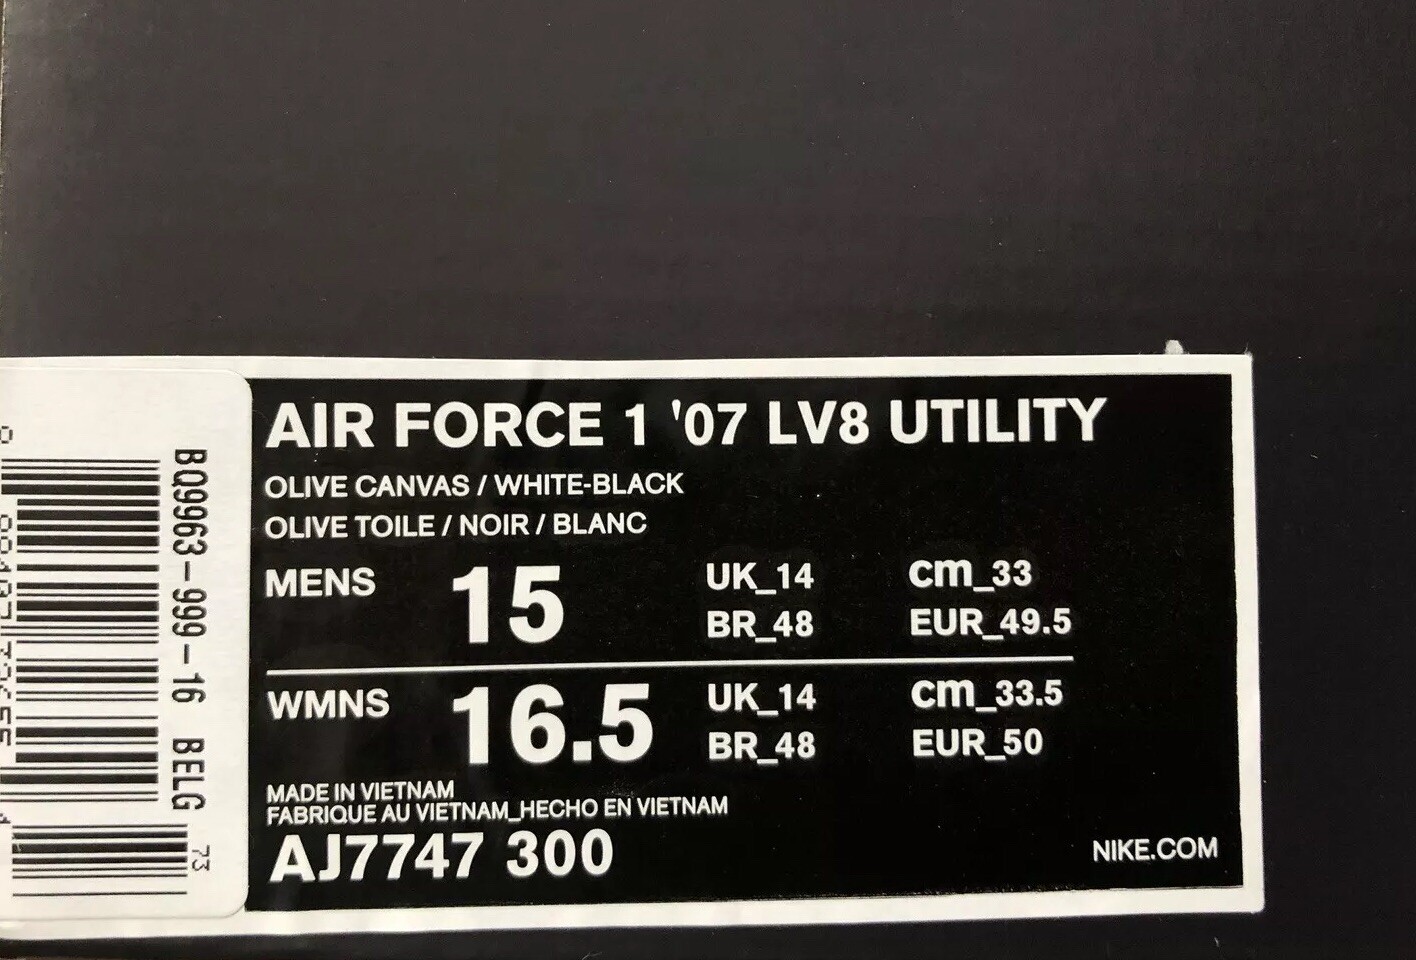 AIR FORCE 1 '07 LV8 UTILITY
OLIVE CANVAS / WHITE-BLACK
OLIVE TOILE / NOIR / BLANC
MENS 15 UK_14 cm_33
BR_48 EUR_49.5
WMNS 16.5 UK_14 cm_33.5
BR_48 EUR_50
MADE IN VIETNAM
FABRIQUE AU VIETNAM_HECHO EN VIETNAM
AJ7747 300
NIKE.COM
BQ9963-999-16 BELG
73